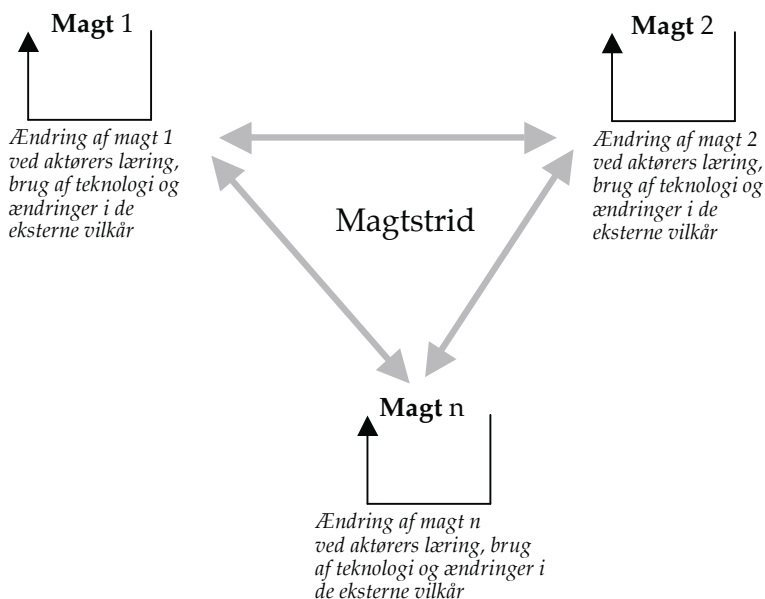 Magt 1
Ændring af magt 1
ved aktørers læring,
brug af teknologi og
ændringer i de
eksterne vilkår
Magt 2
Ændring af magt 2
ved aktørers læring,
brug af teknologi og
ændringer i de
eksterne vilkår
Magtstrid
Magt n
Ændring af magt n
ved aktørers læring, brug
af teknologi og ændringer i
de eksterne vilkår